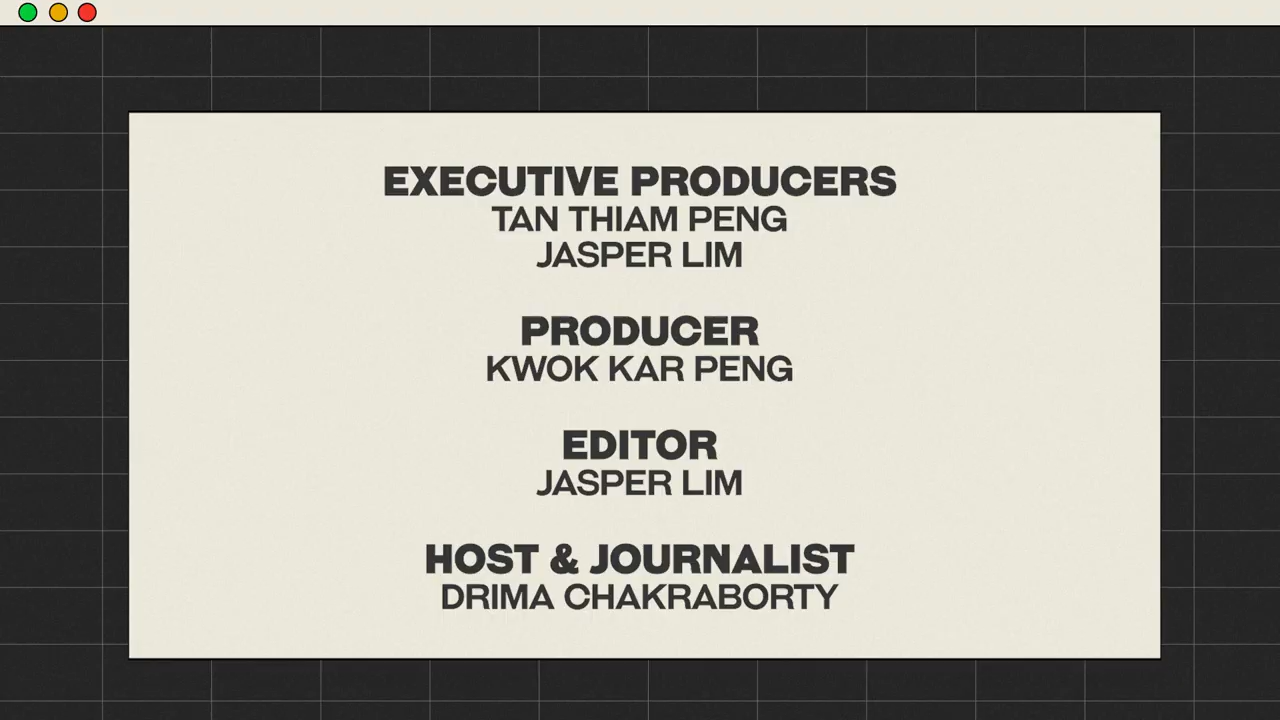 EXECUTIVE PRODUCERS
TAN THIAM PENG
JASPER LIM
PRODUCER
KWOK KAR PENG
EDITOR
JASPER LIM
HOST & JOURNALIST
DRIMA CHAKRABORTY